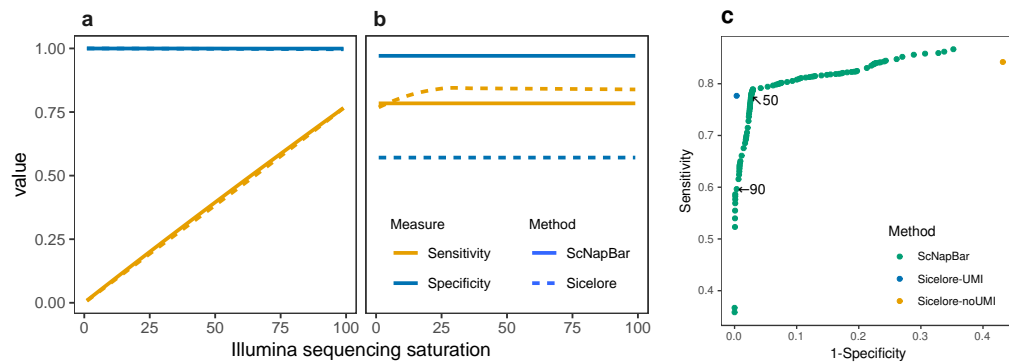 a
b
c
value
1.00
0.75
0.50
0.25
0.00
0
25
50
75
100
0
25
50
75
100
Illumina sequencing saturation
Measure
Sensitivity
Specificity
Method
ScNapBar
Sicelore
Sensitivity
0.8
0.7
0.6
0.5
0.4
50
90
Method
ScNapBar
Sicelore-UMI
Sicelore-noUMI
0.0
0.1
0.2
0.3
0.4
1-Specificity